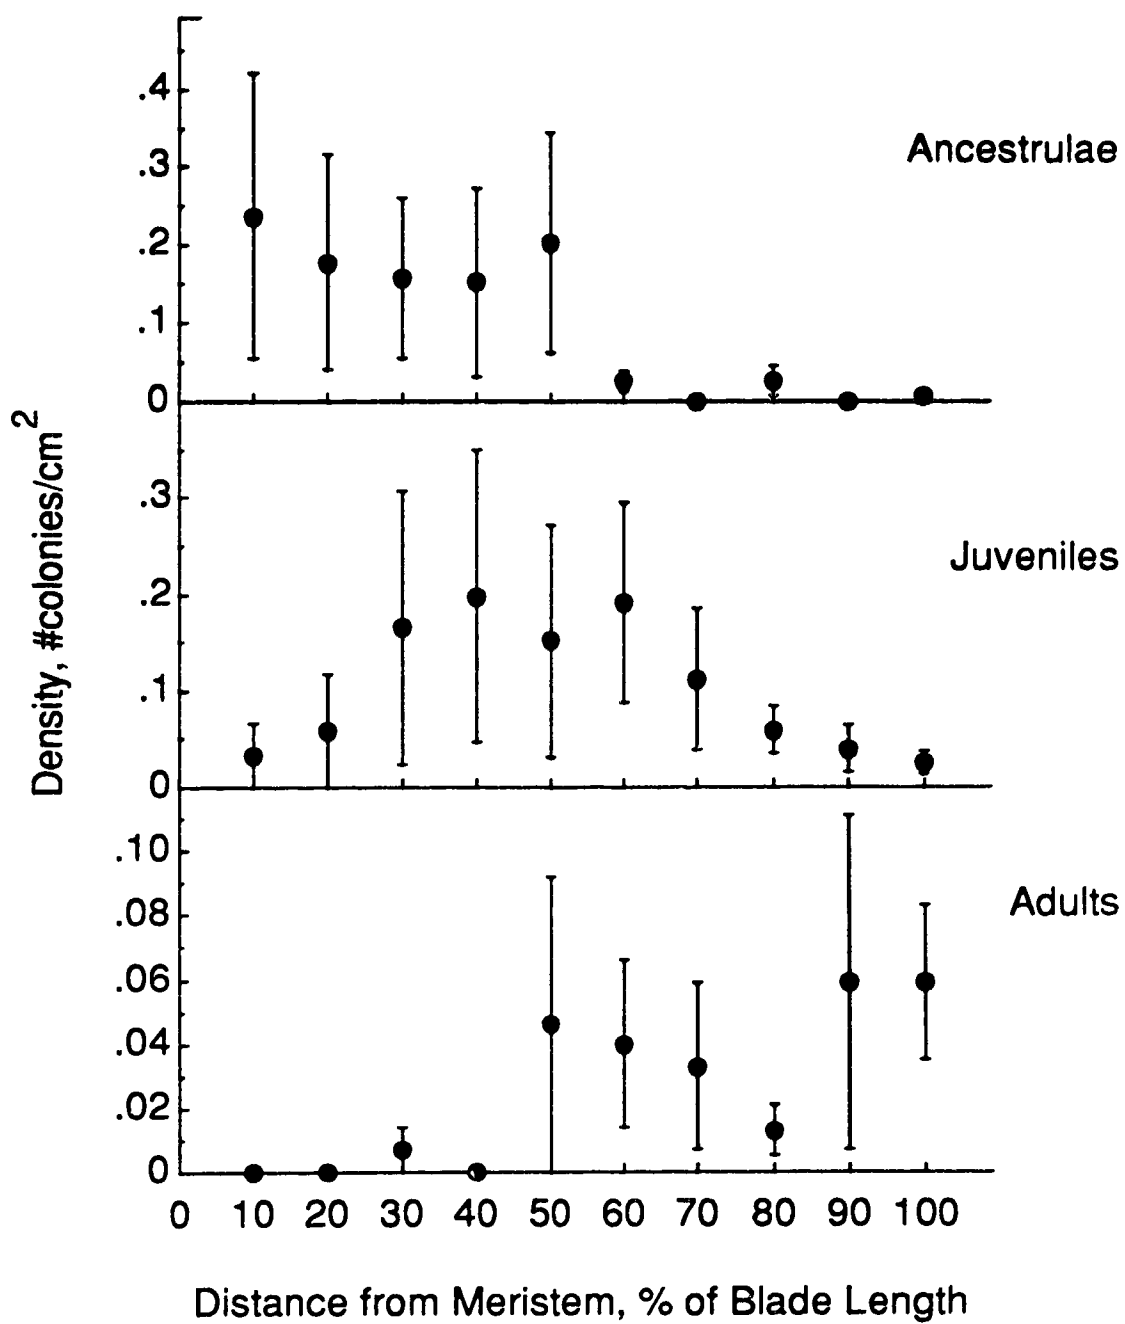 .4
.3
.2
.1
0
Ancestrulae
.3
.2
.1
0
Juveniles
.10
.08
.06
.04
.02
0
Adults
Density, #colonies/cm²
0 10 20 30 40 50 60 70 80 90 100
Distance from Meristem, % of Blade Length